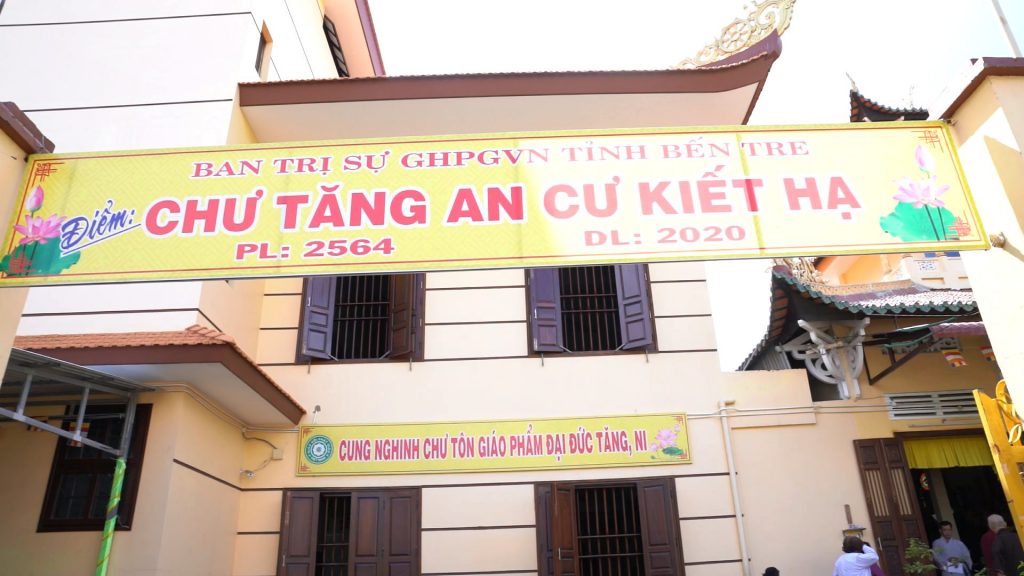 BAN TRỊ SỰ GHPGVN TỈNH BẾN TRE
Điểm: CHƯ TĂNG AN CƯ KIẾT HẠ
PL: 2564 DL: 2020
CUNG NGHINH CHƯ TÔN GIÁO PHẨM ĐẠI ĐỨC TĂNG, NI